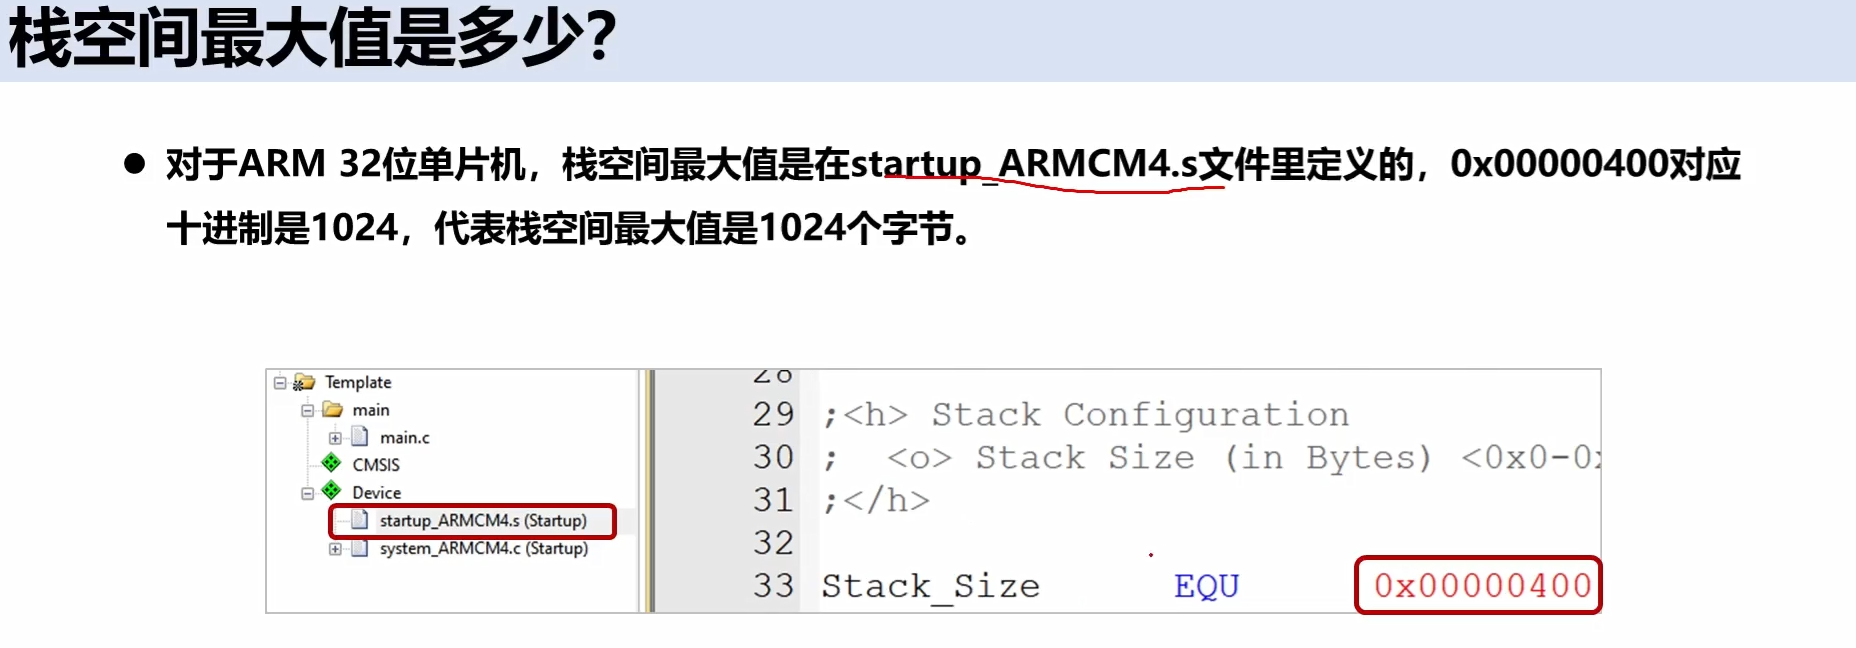 栈空间最大值是多少？
● 对于ARM 32位单片机，栈空间最大值是在startup_ARMCM4.s文件里定义的，0x00000400对应
十进制是1024，代表栈空间最大值是1024个字节。
Template
main
main.c
CMSIS
Device
startup_ARMCM4.s (Startup)
system_ARMCM4.c (Startup)
28
29 ;<h> Stack Configuration
30 ;  <o> Stack Size (in Bytes) <0x0-0x
31 ;</h>
32
33 Stack_Size EQU 0x00000400